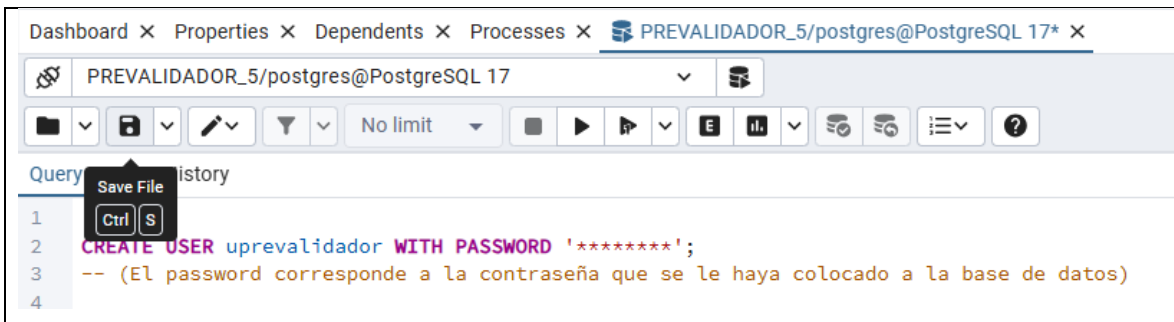 Dashboard Properties Dependents Processes PREVALIDADOR_5/postgres@PostgreSQL 17*
PREVALIDADOR_5/postgres@PostgreSQL 17
No limit E ?
Query istory
Save File
Ctrl S
1
2 CREATE USER uprevalidador WITH PASSWORD '********';
3 -- (El password corresponde a la contraseña que se le haya colocado a la base de datos)
4